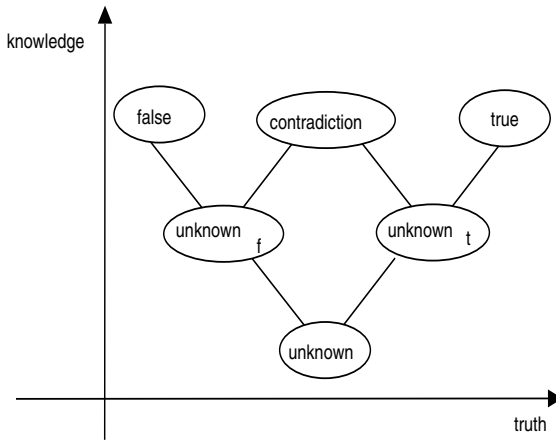 knowledge
false
contradiction
true
unknown f
unknown t
unknown
truth